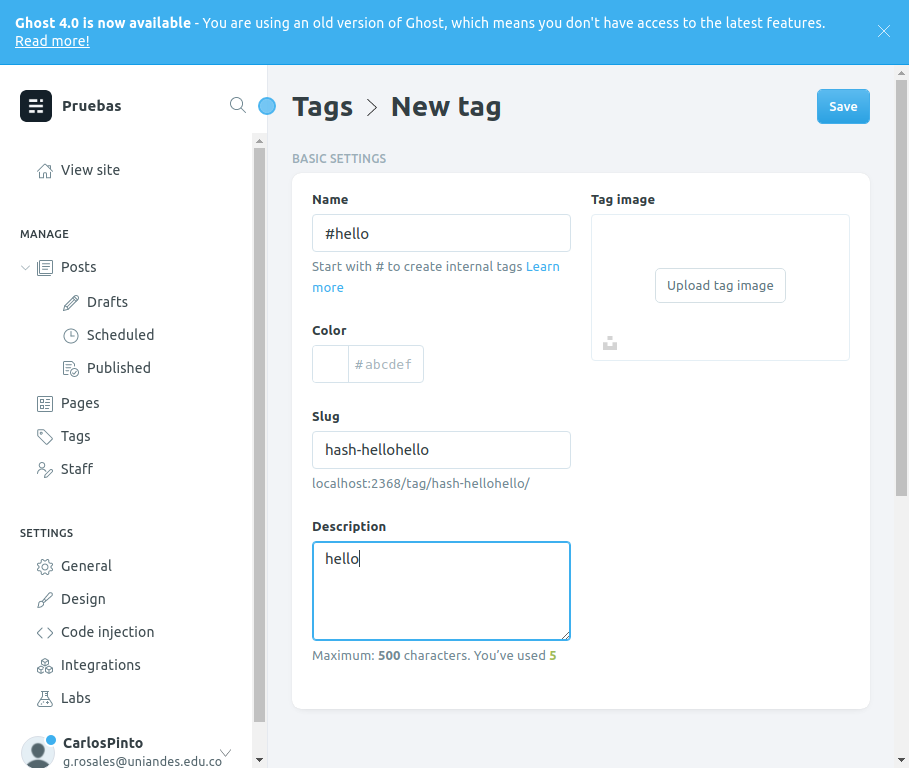 Ghost 4.0 is now available - You are using an old version of Ghost, which means you don't have access to the latest features.
Read more!
Pruebas
View site
MANAGE
Posts
Drafts
Scheduled
Published
Pages
Tags
Staff
SETTINGS
General
Design
Code injection
Integrations
Labs
CarlosPinto
g.rosales@uniandes.edu.co
Tags > New tag
Save
BASIC SETTINGS
Name
#hello
Start with # to create internal tags Learn
more
Color
#abcdef
Slug
hash-hellohello
localhost:2368/tag/hash-hellohello/
Description
hello
Maximum: 500 characters. You’ve used 5
Tag image
Upload tag image